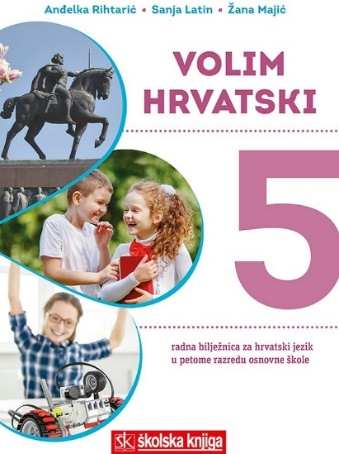 Anđelka Rihtarić • Sanja Latin • Žana Majić
VOLIM
HRVATSKI
5
radna bilježnica za hrvatski jezik
u petome razredu osnovne škole
šk školska knjiga